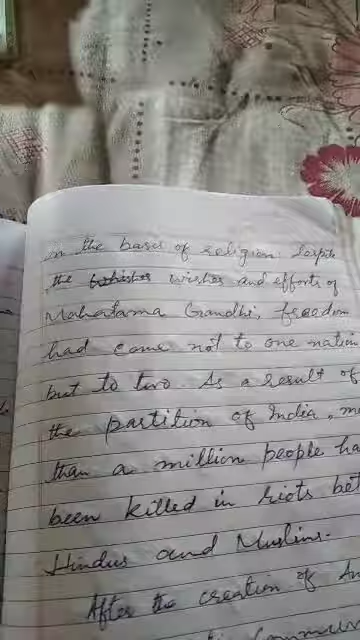 on the basis of religion. Despite
the wishes and efforts of
Mahatama Gandhi, freedom
had come not to one nation
but to two. As a result of
the partition of India, m
than a million people ha
been killed in riots bet
Hindus and Muslims.
After the creation of